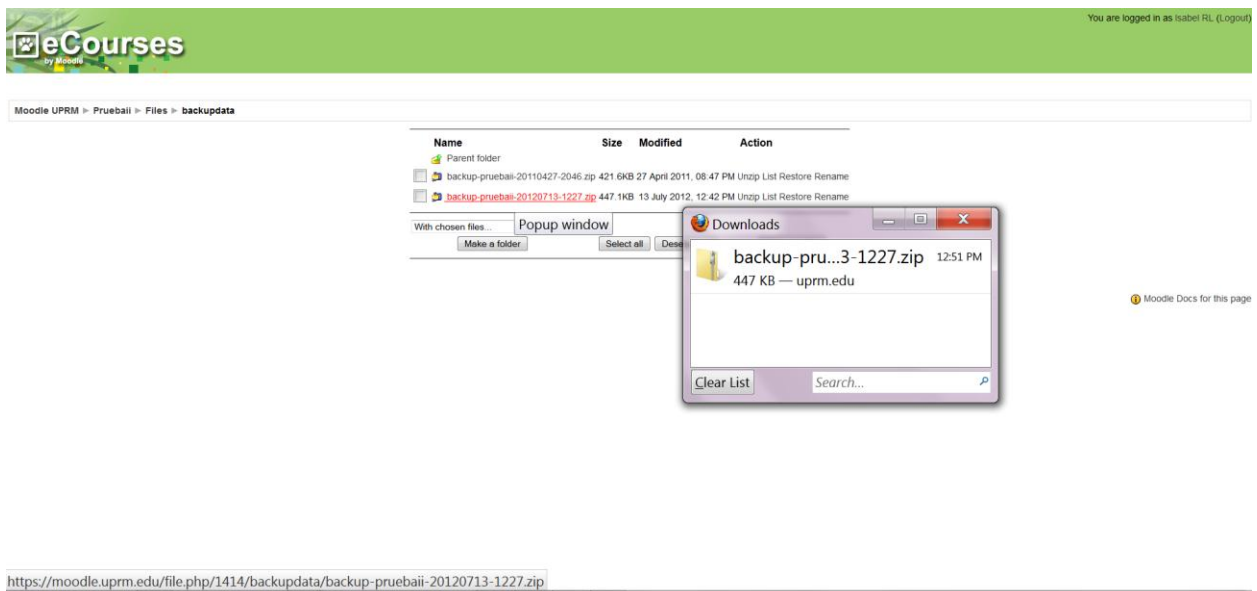 You are logged in as Isabel RL (Logout)
eCourses
by Moodle
Moodle UPRM ► Pruebaii ► Files ► backupdata
Name Size Modified Action
Parent folder
backup-pruebaii-20110427-2046.zip 421.6KB 27 April 2011, 08:47 PM Unzip List Restore Rename
backup-pruebaii-20120713-1227.zip 447.1KB 13 July 2012, 12:42 PM Unzip List Restore Rename
With chosen files...
Popup window
Make a folder Select all Dese
Downloads
backup-pru...3-1227.zip 12:51 PM
447 KB — uprm.edu
Clear List Search...
Moodle Docs for this page
https://moodle.uprm.edu/file.php/1414/backupdata/backup-pruebaii-20120713-1227.zip